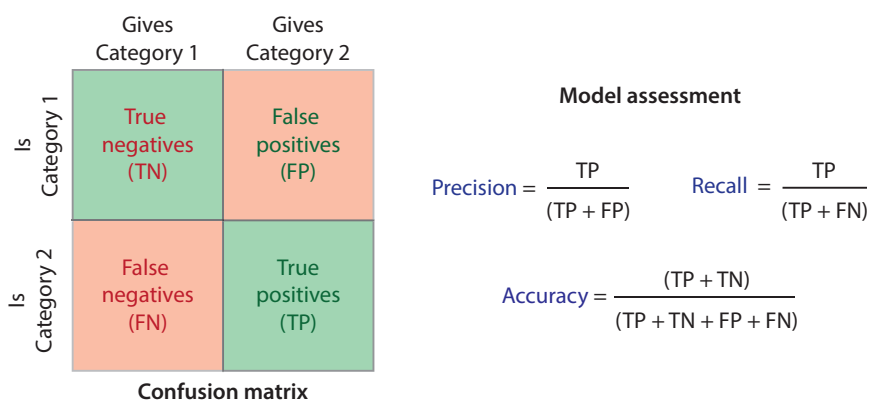 Gives
Category 1
Gives
Category 2
Is
Category 1
True
negatives
(TN)
False
positives
(FP)
Is
Category 2
False
negatives
(FN)
True
positives
(TP)
Confusion matrix
Model assessment
Precision = TP
(TP + FP)
Recall = TP
(TP + FN)
Accuracy = (TP + TN)
(TP + TN + FP + FN)